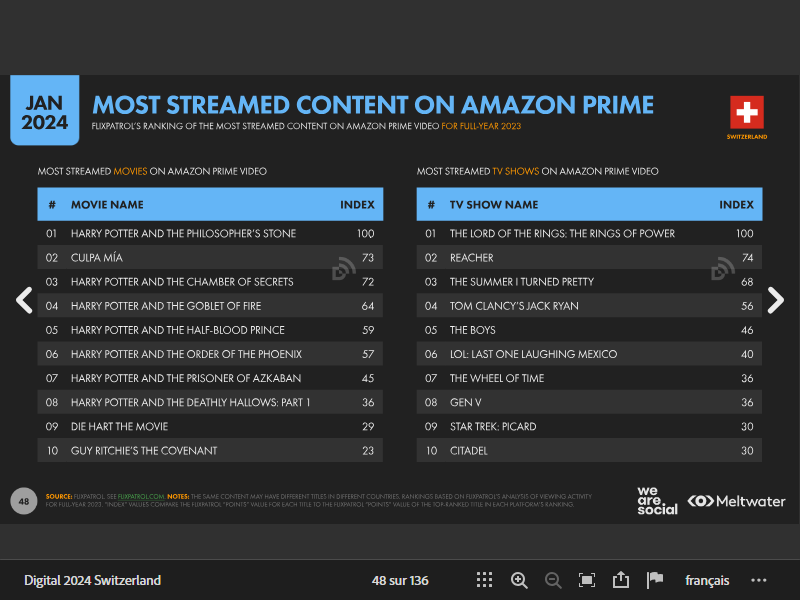 JAN
2024
MOST STREAMED CONTENT ON AMAZON PRIME
FLIXPATROL'S RANKING OF THE MOST STREAMED CONTENT ON AMAZON PRIME VIDEO FOR FULL-YEAR 2023
SWITZERLAND
MOST STREAMED MOVIES ON AMAZON PRIME VIDEO
# MOVIE NAME INDEX
01 HARRY POTTER AND THE PHILOSOPHER'S STONE 100
02 CULPA MÍA 73
03 HARRY POTTER AND THE CHAMBER OF SECRETS 72
04 HARRY POTTER AND THE GOBLET OF FIRE 64
05 HARRY POTTER AND THE HALF-BLOOD PRINCE 59
06 HARRY POTTER AND THE ORDER OF THE PHOENIX 57
07 HARRY POTTER AND THE PRISONER OF AZKABAN 45
08 HARRY POTTER AND THE DEATHLY HALLOWS: PART 1 36
09 DIE HART THE MOVIE 29
10 GUY RITCHIE'S THE COVENANT 23
MOST STREAMED TV SHOWS ON AMAZON PRIME VIDEO
# TV SHOW NAME INDEX
01 THE LORD OF THE RINGS: THE RINGS OF POWER 100
02 REACHER 74
03 THE SUMMER I TURNED PRETTY 68
04 TOM CLANCY'S JACK RYAN 56
05 THE BOYS 46
06 LOL: LAST ONE LAUGHING MEXICO 40
07 THE WHEEL OF TIME 36
08 GEN V 36
09 STAR TREK: PICARD 30
10 CITADEL 30
48
SOURCE: FLIXPATROL. SEE FLIXPATROL.COM. NOTES: THE SAME CONTENT MAY HAVE DIFFERENT TITLES IN DIFFERENT COUNTRIES. RANKINGS BASED ON FLIXPATROL'S ANALYSIS OF VIEWING ACTIVITY
FOR FULL-YEAR 2023. "INDEX" VALUES COMPARE THE FLIXPATROL "POINTS" VALUE FOR EACH TITLE TO THE FLIXPATROL "POINTS" VALUE OF THE TOP-RANKED TITLE IN EACH PLATFORM'S RANKING.
we
are
social
Meltwater
Digital 2024 Switzerland
48 sur 136
français